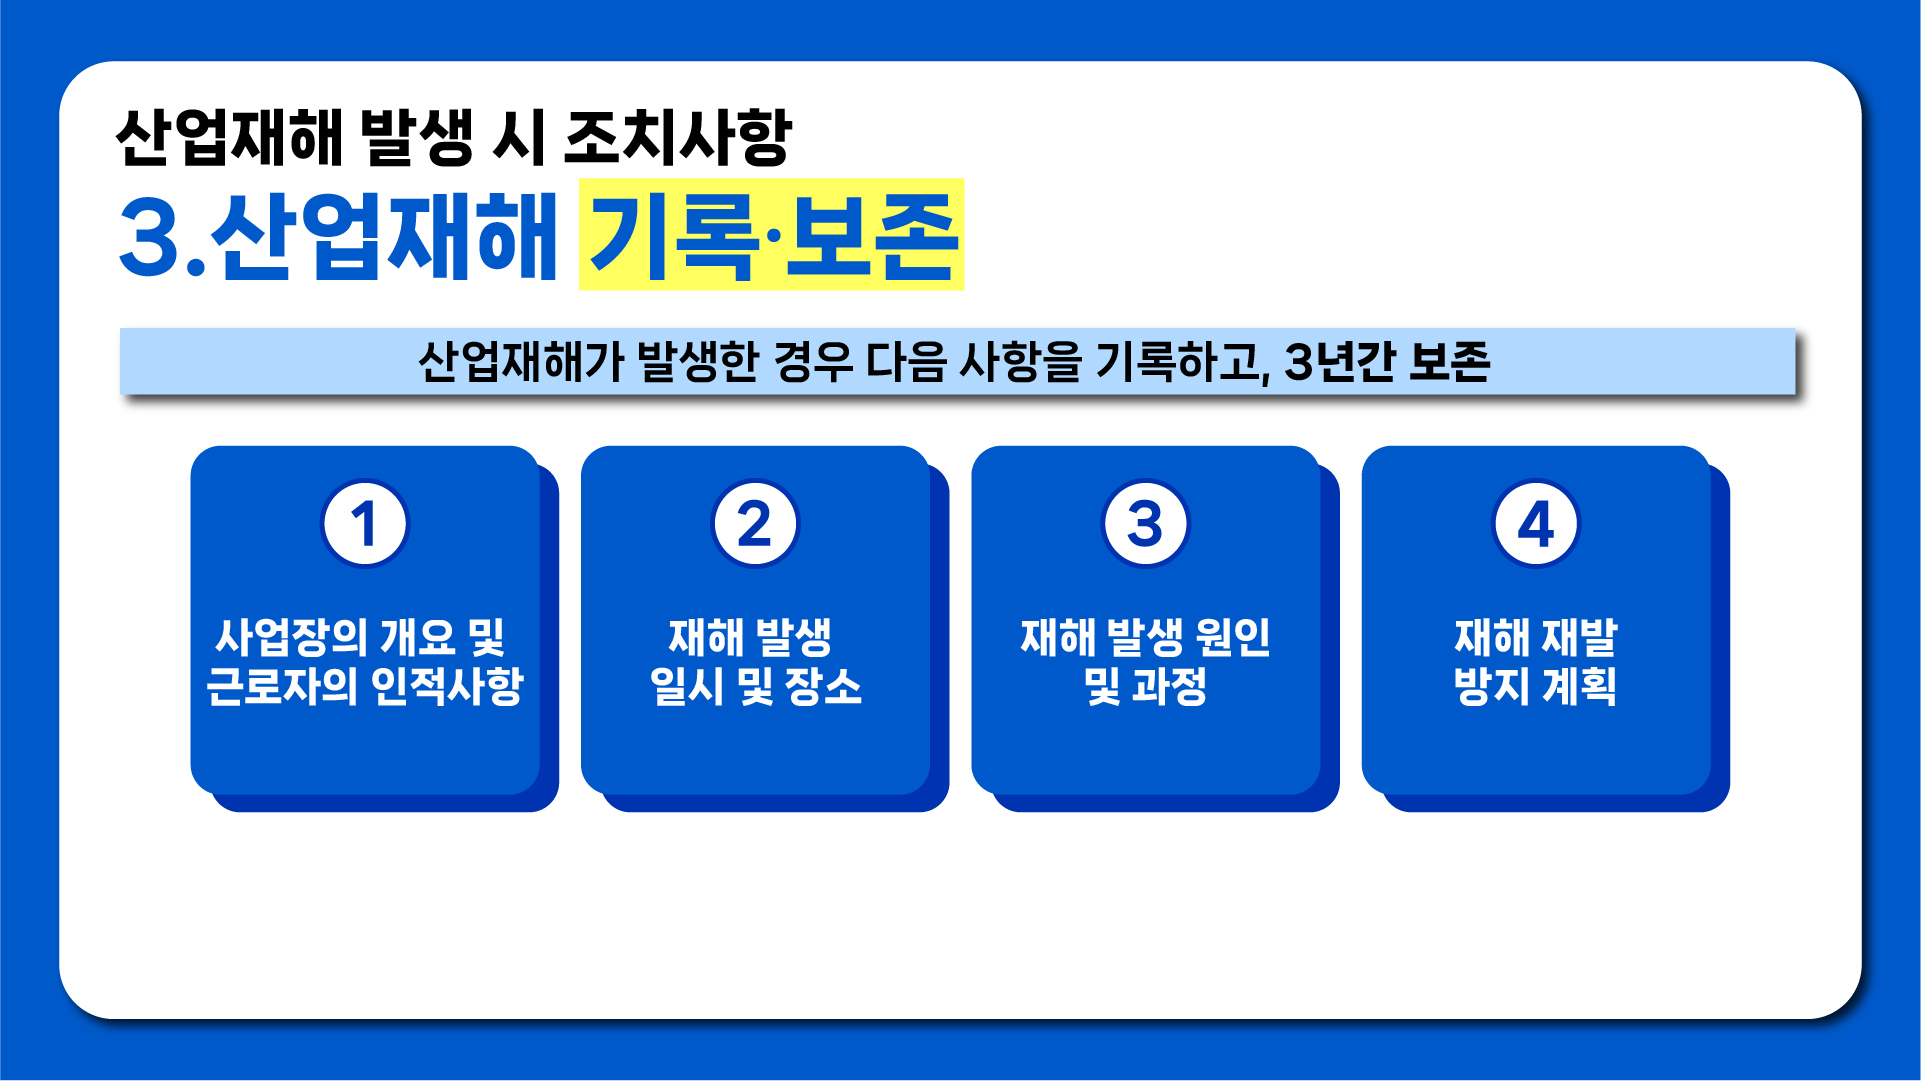 산업재해 발생 시 조치사항
3.산업재해 기록·보존
산업재해가 발생한 경우 다음 사항을 기록하고, 3년간 보존
1
사업장의 개요 및
근로자의 인적사항
2
재해 발생
일시 및 장소
3
재해 발생 원인
및 과정
4
재해 재발
방지 계획